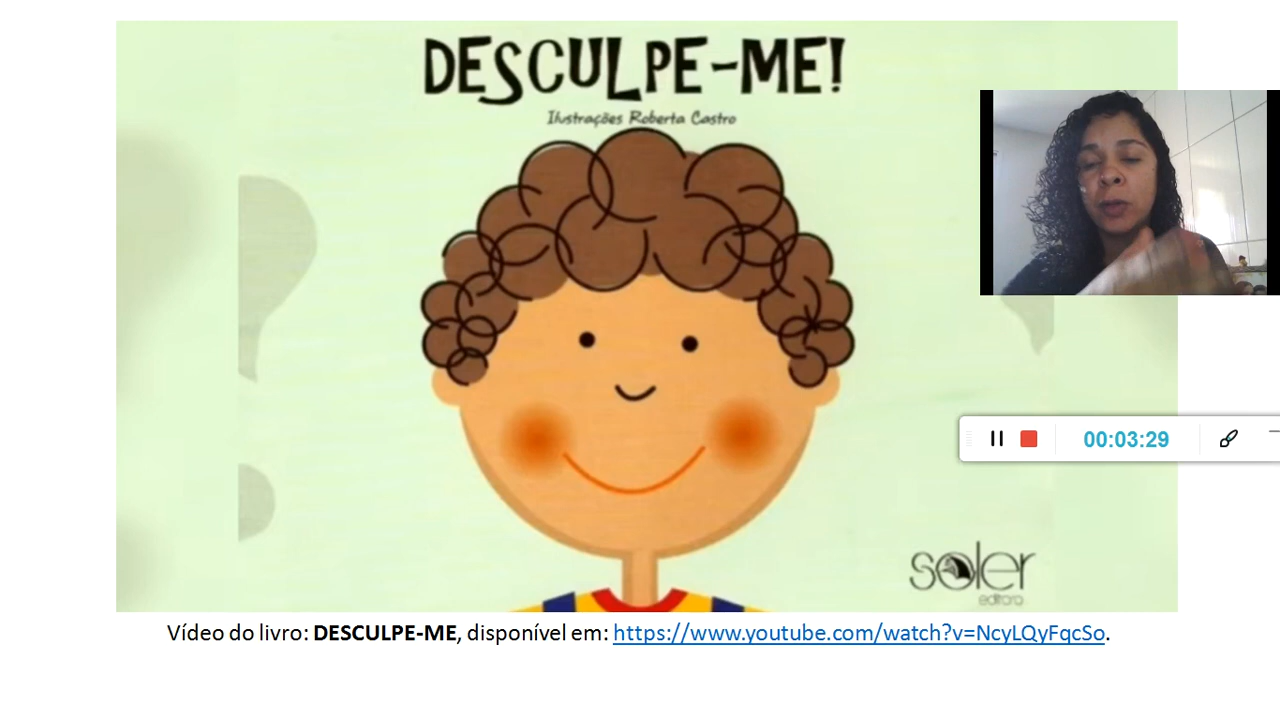 DESCULPE-ME!
Ilustrações Roberta Castro
00:03:29
soler
editora
Vídeo do livro: DESCULPE-ME, disponível em: https://www.youtube.com/watch?v=NcyLQyFqcSo.